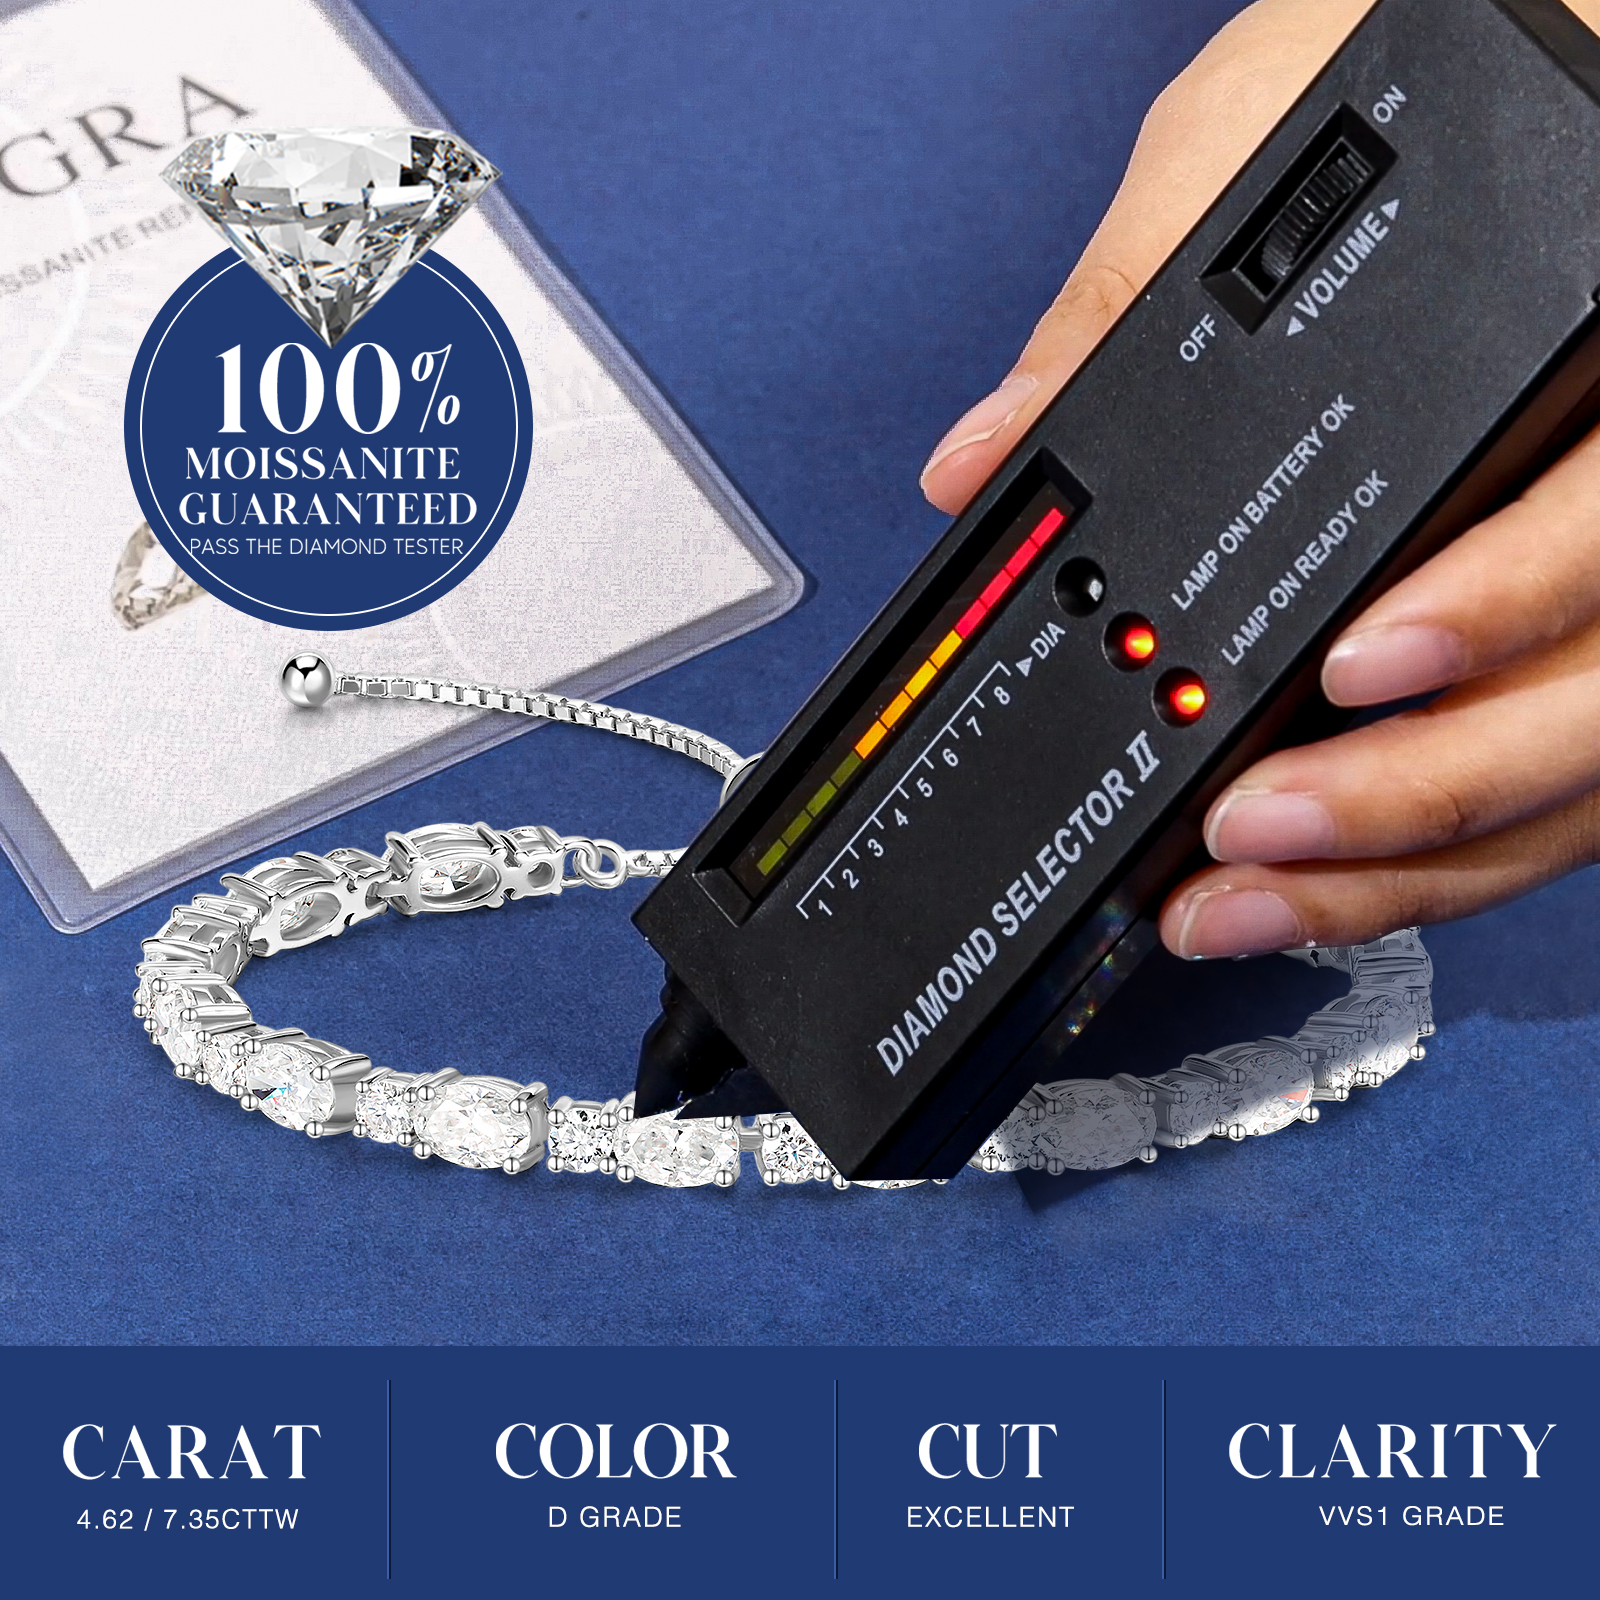 GRA
100%
MOISSANITE
GUARANTEED
PASS THE DIAMOND TESTER
ON
OFF
◀VOLUME▶
LAMP ON BATTERY OK
LAMP ON READY OK
1 2 3 4 5 6 7 8 ▶DIA
DIAMOND SELECTOR II
CARAT
4.62 / 7.35CTTW
COLOR
D GRADE
CUT
EXCELLENT
CLARITY
VVS1 GRADE